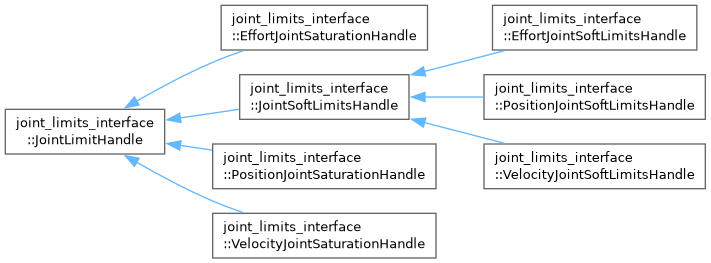 joint_limits_interface
::JointLimitHandle
joint_limits_interface
::EffortJointSaturationHandle
joint_limits_interface
::JointSoftLimitsHandle
joint_limits_interface
::PositionJointSaturationHandle
joint_limits_interface
::VelocityJointSaturationHandle
joint_limits_interface
::EffortJointSoftLimitsHandle
joint_limits_interface
::PositionJointSoftLimitsHandle
joint_limits_interface
::VelocityJointSoftLimitsHandle